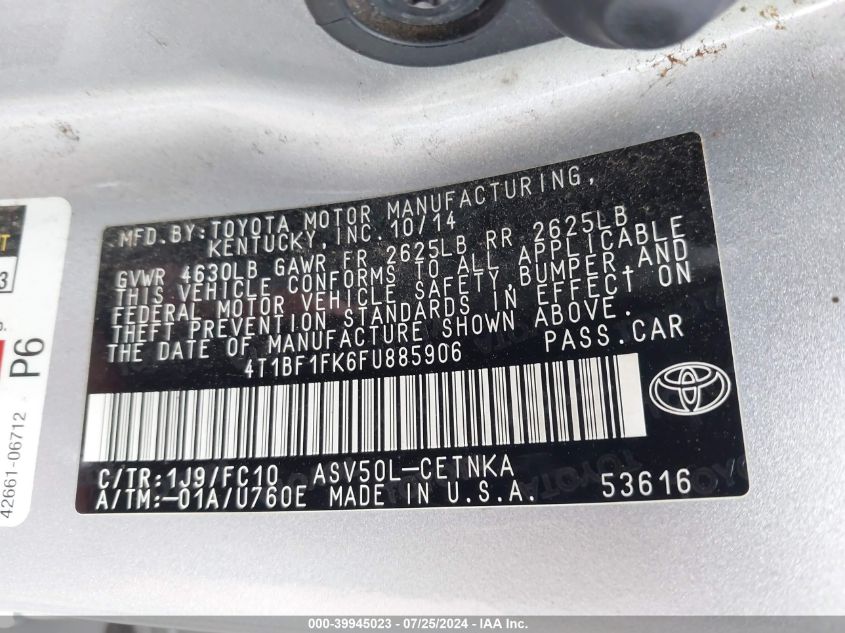 MFD. BY: TOYOTA MOTOR MANUFACTURING,
KENTUCKY, INC. 10/14
GVWR 4630LB GAWR FR 2625LB RR 2625LB
THIS VEHICLE CONFORMS TO ALL APPLICABLE
FEDERAL MOTOR VEHICLE SAFETY, BUMPER, AND
THEFT PREVENTION STANDARDS IN EFFECT ON
THE DATE OF MANUFACTURE SHOWN ABOVE.
4T1BF1FK6FU885906 PASS.CAR
C/TR:1J9/FC10 ASV50L-CETNKA
A/TM:-01A/U760E MADE IN U.S.A. 53616
P6
42661-06712
000-39945023 - 07/25/2024 - IAA Inc.